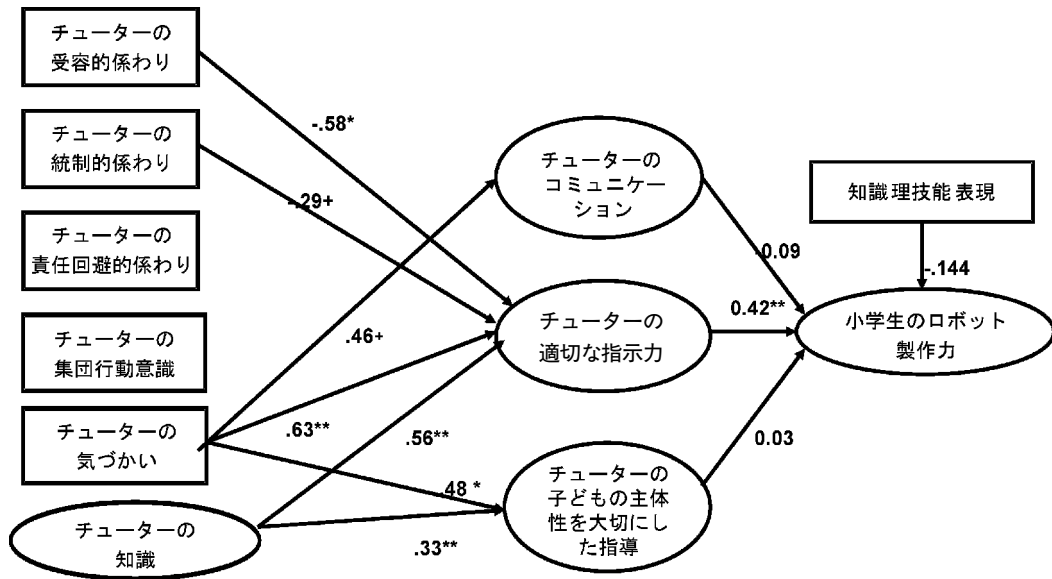 チューターの
受容的係わり
チューターの
統制的係わり
チューターの
責任回避的係わり
チューターの
集団行動意識
チューターの
気づかい
チューターの
知識
-.58*
-.29+
.46+
.63**
.56**
.48 *
.33**
チューターの
コミュニケー
ション
チューターの
適切な指示力
チューターの
子どもの主体
性を大切にし
た指導
-0.09
0.42**
0.03
知識理技能 表現
-.144
小学生のロボット
製作力